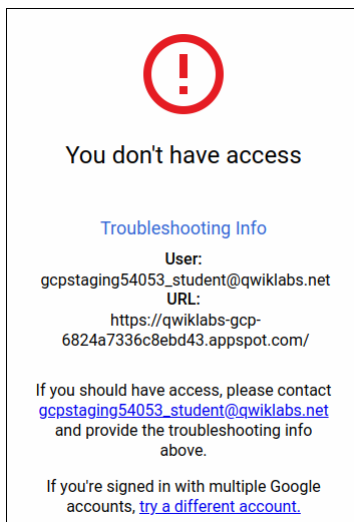 You don't have access
Troubleshooting Info
User:
gcpstaging54053_student@qwiklabs.net
URL:
https://qwiklabs-gcp-
6824a7336c8ebd43.appspot.com/
If you should have access, please contact
gcpstaging54053_student@qwiklabs.net
and provide the troubleshooting info
above.
If you're signed in with multiple Google
accounts, try a different account.